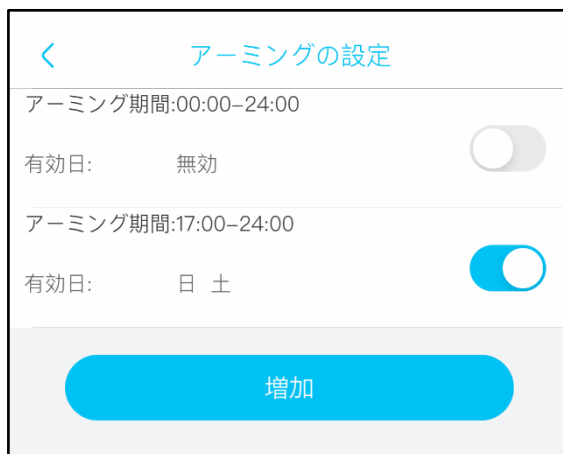 アーミングの設定
アーミング期間:00:00–24:00
有効日: 無効
アーミング期間:17:00–24:00
有効日: 日 土
増加